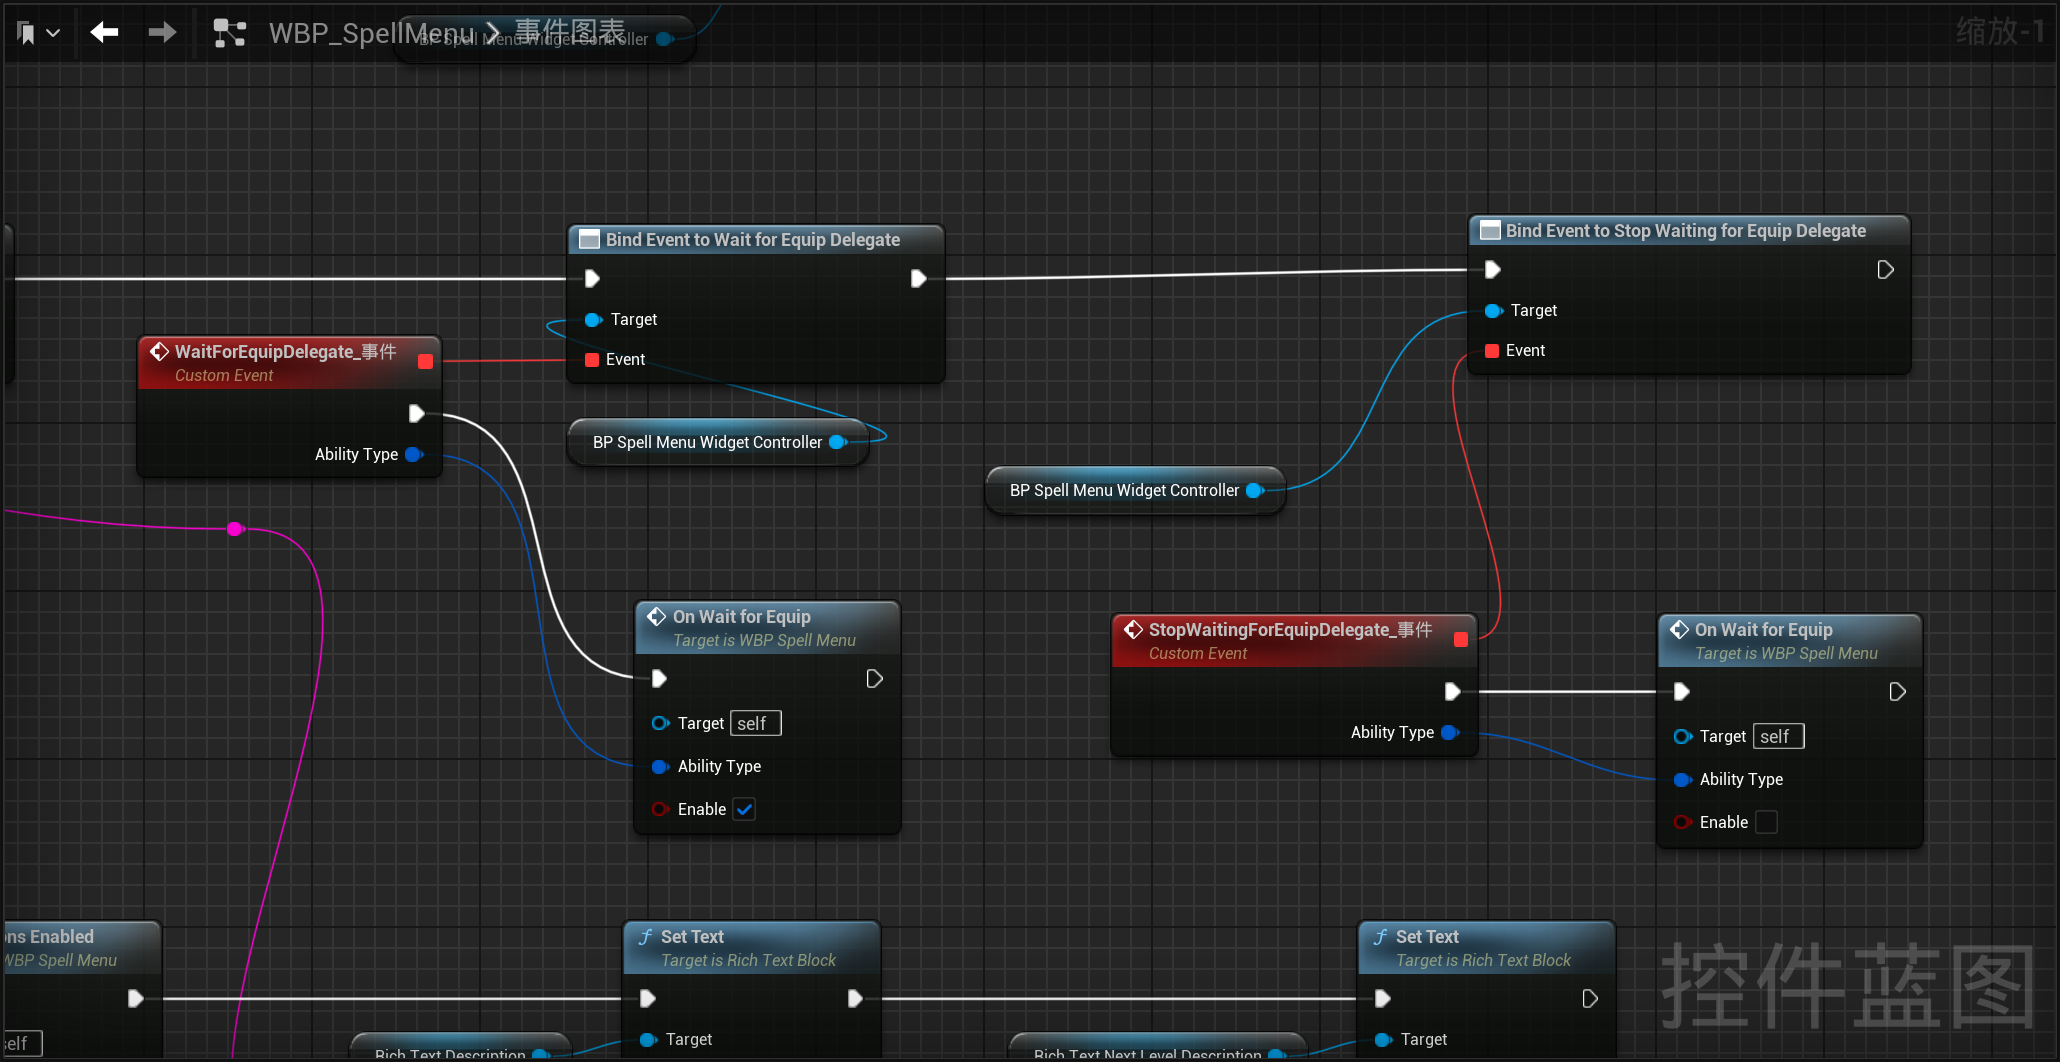 WBP_SpellMenu > 事件图表
缩放-1
BP Spell Menu Widget Controller
Bind Event to Wait for Equip Delegate
Target
Event
Bind Event to Stop Waiting for Equip Delegate
Target
Event
WaitForEquipDelegate_事件
Custom Event
Ability Type
BP Spell Menu Widget Controller
BP Spell Menu Widget Controller
On Wait for Equip
Target is WBP Spell Menu
Target self
Ability Type
Enable
StopWaitingForEquipDelegate_事件
Custom Event
Ability Type
On Wait for Equip
Target is WBP Spell Menu
Target self
Ability Type
Enable
ons Enabled
WBP Spell Menu
self
Set Text
Target is Rich Text Block
Target
Rich Text Description
Set Text
Target is Rich Text Block
Target
Rich Text Next Level Description
控件蓝图